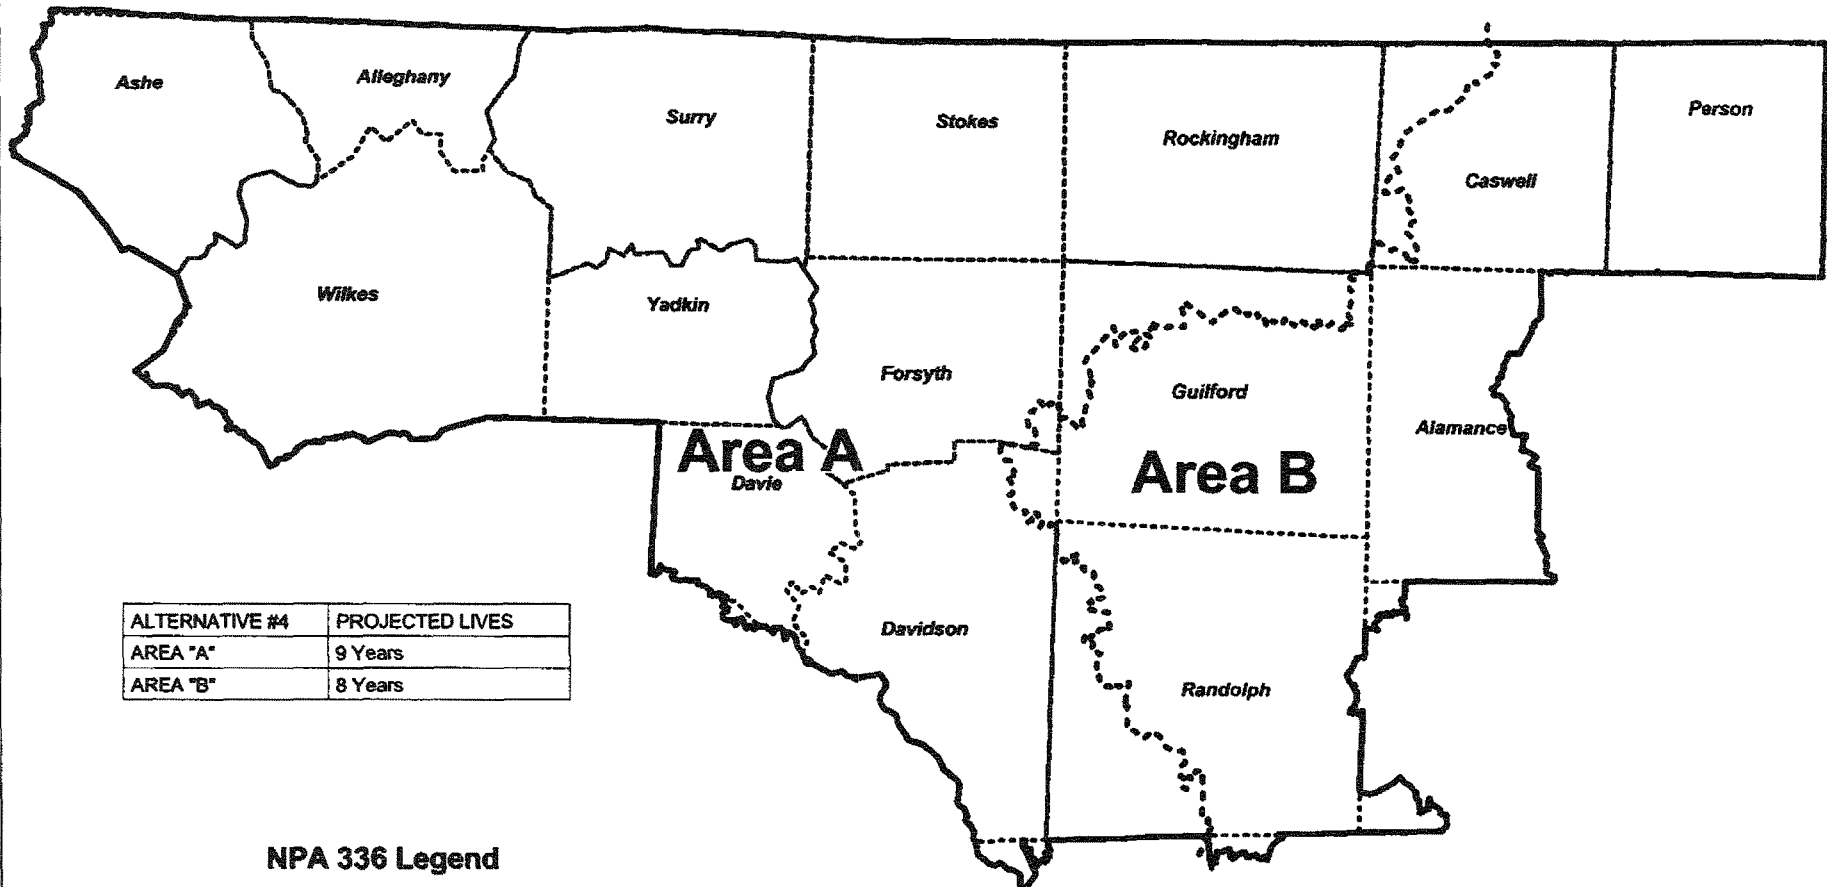 Ashe
Alleghany
Surry
Stokes
Rockingham
Caswell
Person
Wilkes
Yadkin
Forsyth
Guilford
Alamance
Area A
Davie
Area B
Davidson
Randolph
ALTERNATIVE #4 PROJECTED LIVES
AREA "A" 9 Years
AREA "B" 8 Years
NPA 336 Legend